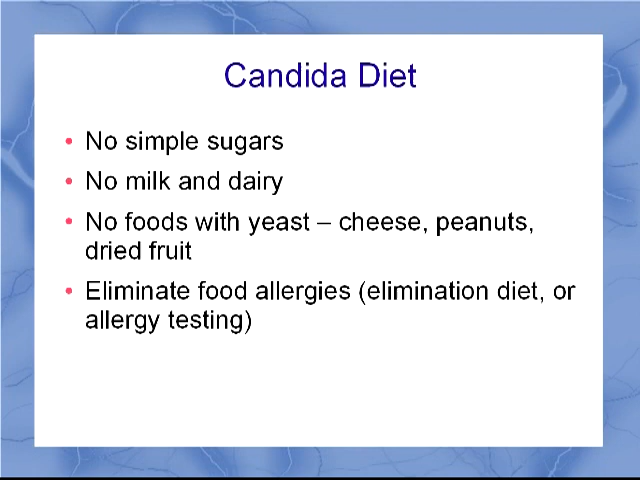 Candida Diet
• No simple sugars
• No milk and dairy
• No foods with yeast – cheese, peanuts,
dried fruit
• Eliminate food allergies (elimination diet, or
allergy testing)